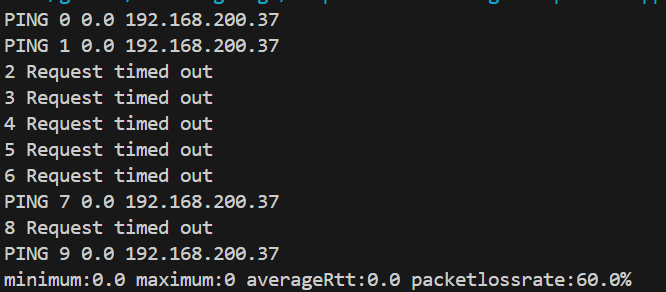 PING 0 0.0 192.168.200.37
PING 1 0.0 192.168.200.37
2 Request timed out
3 Request timed out
4 Request timed out
5 Request timed out
6 Request timed out
PING 7 0.0 192.168.200.37
8 Request timed out
PING 9 0.0 192.168.200.37
minimum:0.0 maximum:0 averageRtt:0.0 packetlossrate:60.0%